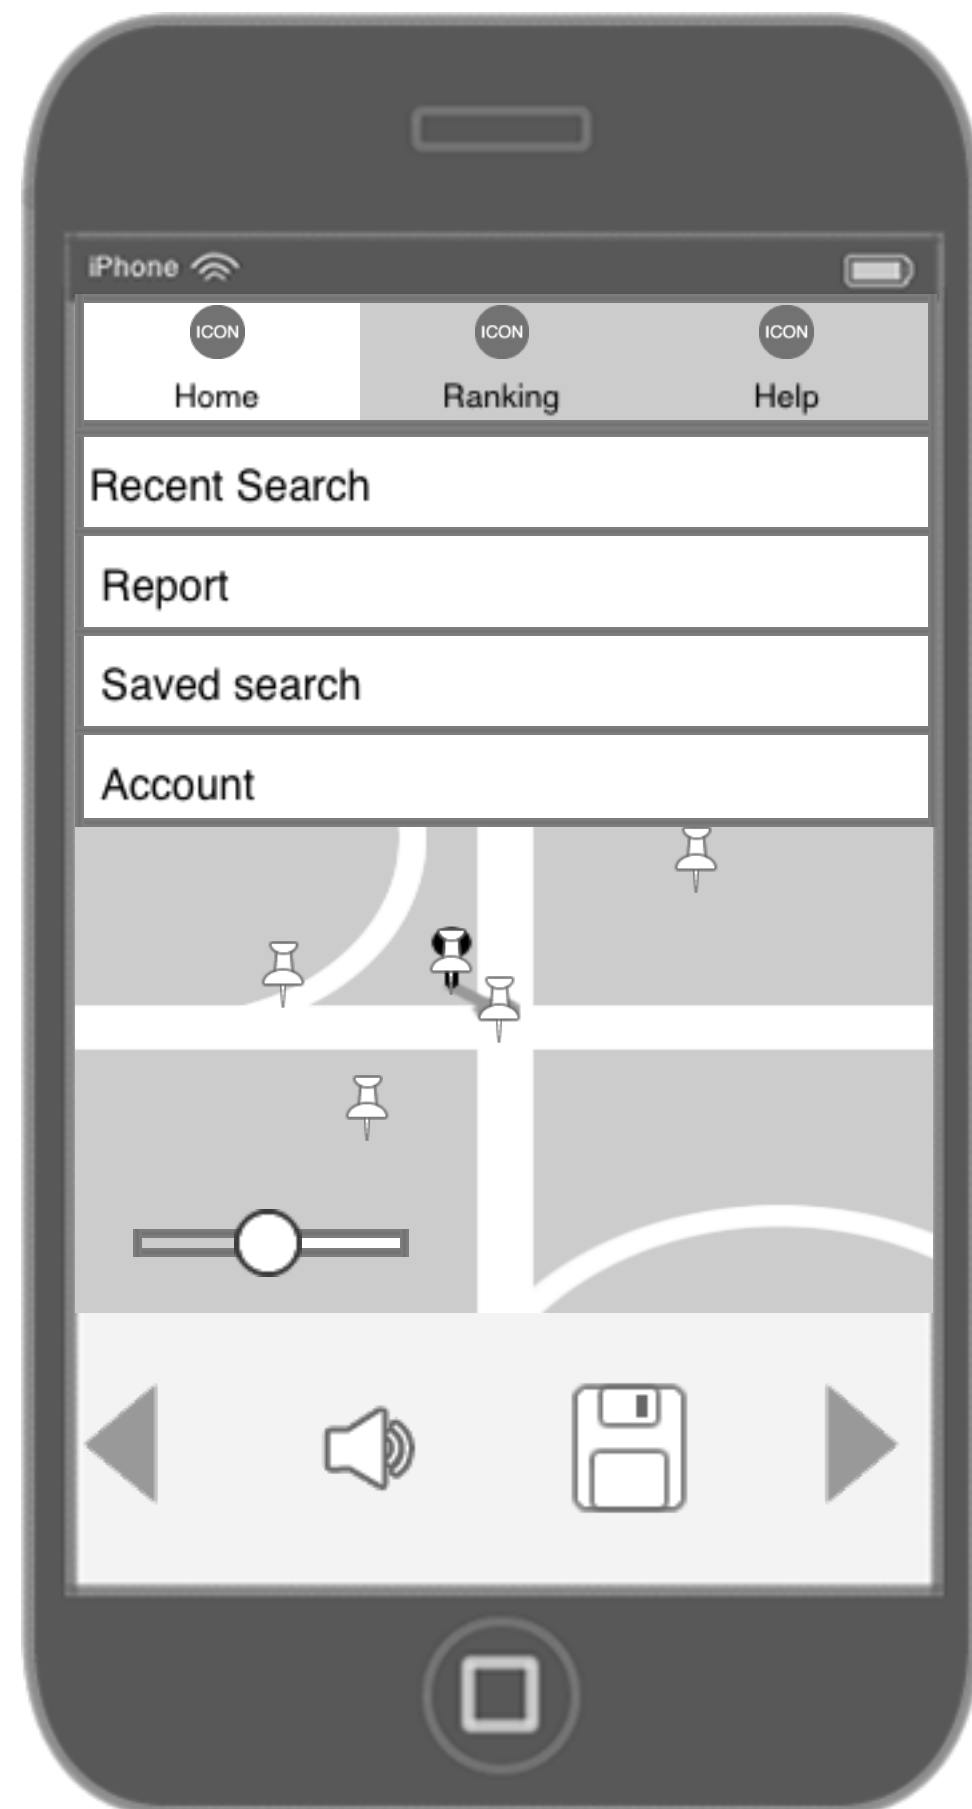 iPhone
ICON ICON ICON
Home Ranking Help
Recent Search
Report
Saved search
Account